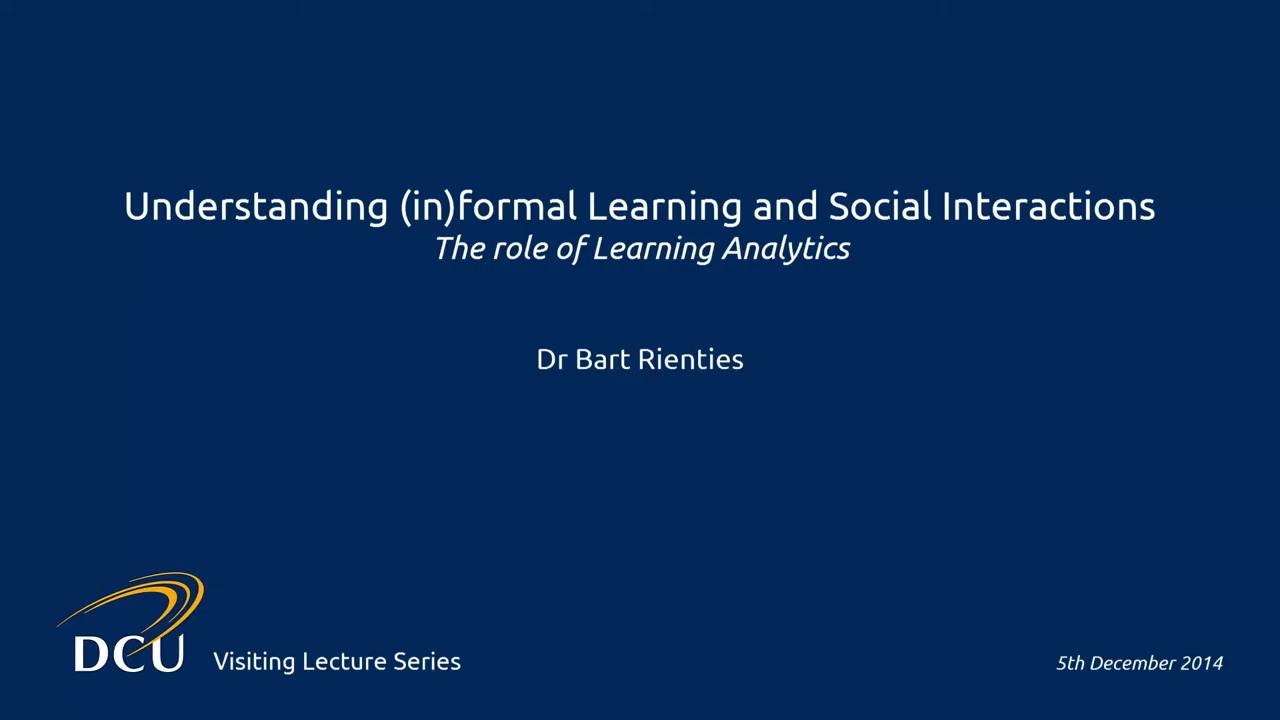 Understanding (in)formal Learning and Social Interactions
The role of Learning Analytics
Dr Bart Rienties
DCU
Visiting Lecture Series
5th December 2014